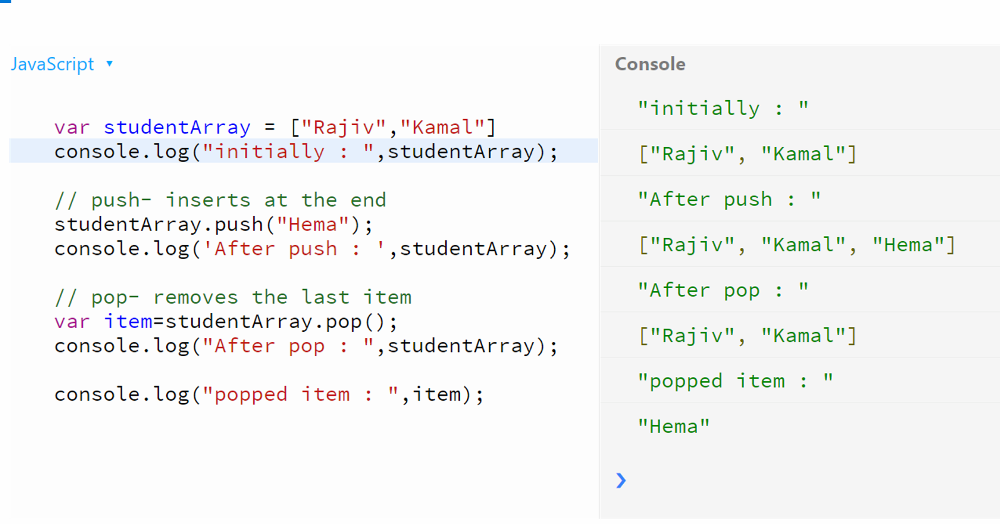 JavaScript
var studentArray = ["Rajiv","Kamal"]
console.log("initially : ",studentArray);
// push- inserts at the end
studentArray.push("Hema");
console.log('After push : ',studentArray);
// pop- removes the last item
var item=studentArray.pop();
console.log("After pop : ",studentArray);
console.log("popped item : ",item);
Console
"initially : "
["Rajiv", "Kamal"]
"After push : "
["Rajiv", "Kamal", "Hema"]
"After pop : "
["Rajiv", "Kamal"]
"popped item : "
"Hema"